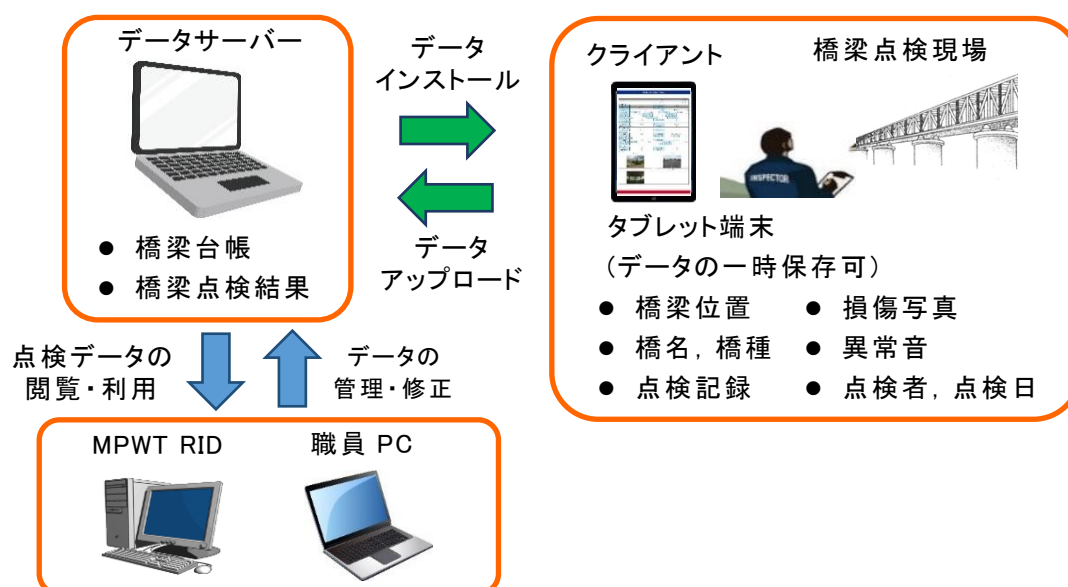 データサーバー
● 橋梁台帳
● 橋梁点検結果
データ
インストール
データ
アップロード
クライアント
橋梁点検現場
INSPECTOR
タブレット端末
（データの一時保存可）
● 橋梁位置
● 橋名，橋種
● 点検記録
● 損傷写真
● 異常音
● 点検者，点検日
点検データの
閲覧・利用
データの
管理・修正
MPWT RID
職員 PC